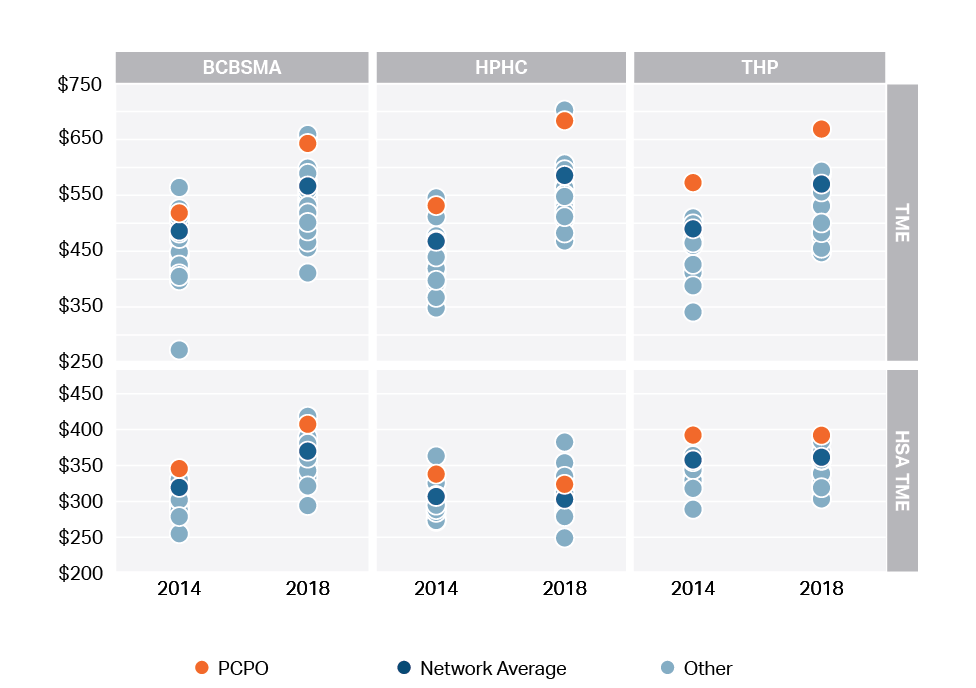 BCBSMA HPHC THP
$750
$650
$550
$450
$350
$250
TME
$450
$400
$350
$300
$250
$200
HSA TME
2014 2018 2014 2018 2014 2018
PCPO Network Average Other